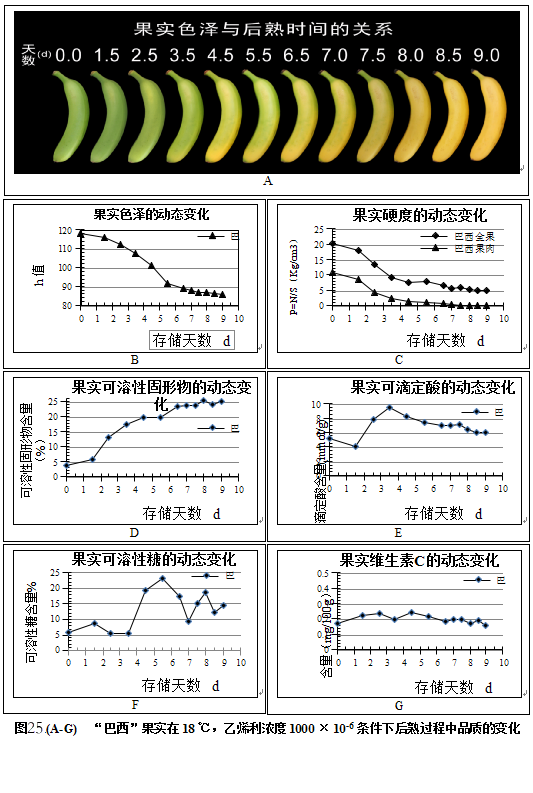 果实色泽与后熟时间的关系
天数(d) 0.0 1.5 2.5 3.5 4.5 5.5 6.5 7.0 7.5 8.0 8.5 9.0
A
果实色泽的动态变化
h值
120
110
100
90
80
0 1 2 3 4 5 6 7 8 9 10
巴
存储天数 d
B
果实硬度的动态变化
P=N/S（Kg/cm3）
25
20
15
10
5
0
0 1 2 3 4 5 6 7 8 9 10
巴西全果
巴西果肉
存储天数 d
C
果实可溶性固形物的动态变化
可溶性固形物含量（%）
25
20
15
10
5
0
0 1 2 3 4 5 6 7 8 9 10
巴
存储天数 d
D
果实可滴定酸的动态变化
滴定酸含量(mmol/g)
10
8
6
0 1 2 3 4 5 6 7 8 9 10
巴
存储天数 d
E
果实可溶性糖的动态变化
可溶性糖含量%
25
20
15
10
5
0
0 1 2 3 4 5 6 7 8 9 10
巴
存储天数 d
F
果实维生素C的动态变化
含量（mg/100g）
0.5
0 1 2 3 4 5 6 7 8 9 10
巴
存储天数 d
G
图25.(A-G) “巴西”果实在18℃，乙烯利浓度1000 × 10-6条件下后熟过程中品质的变化